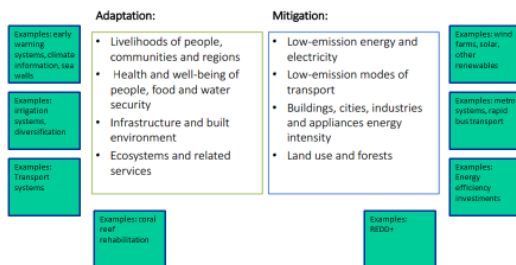 Adaptation:
Mitigation:
Examples: early
warning
systems, climate
information, sea
walls
Examples:
irrigation
systems,
diversification
Examples:
Transport
systems
• Livelihoods of people,
communities and regions
• Health and well-being of
people, food and water
security
• Infrastructure and built
environment
• Ecosystems and related
services
• Low-emission energy and
electricity
• Low-emission modes of
transport
• Buildings, cities, industries
and appliances energy
intensity
• Land use and forests
Examples: wind
farms, solar,
other
renewables
Examples: metro
systems, rapid
bus transport
Examples:
Energy
efficiency
investments
Examples: coral
reef
rehabilitation
Examples:
REDD+